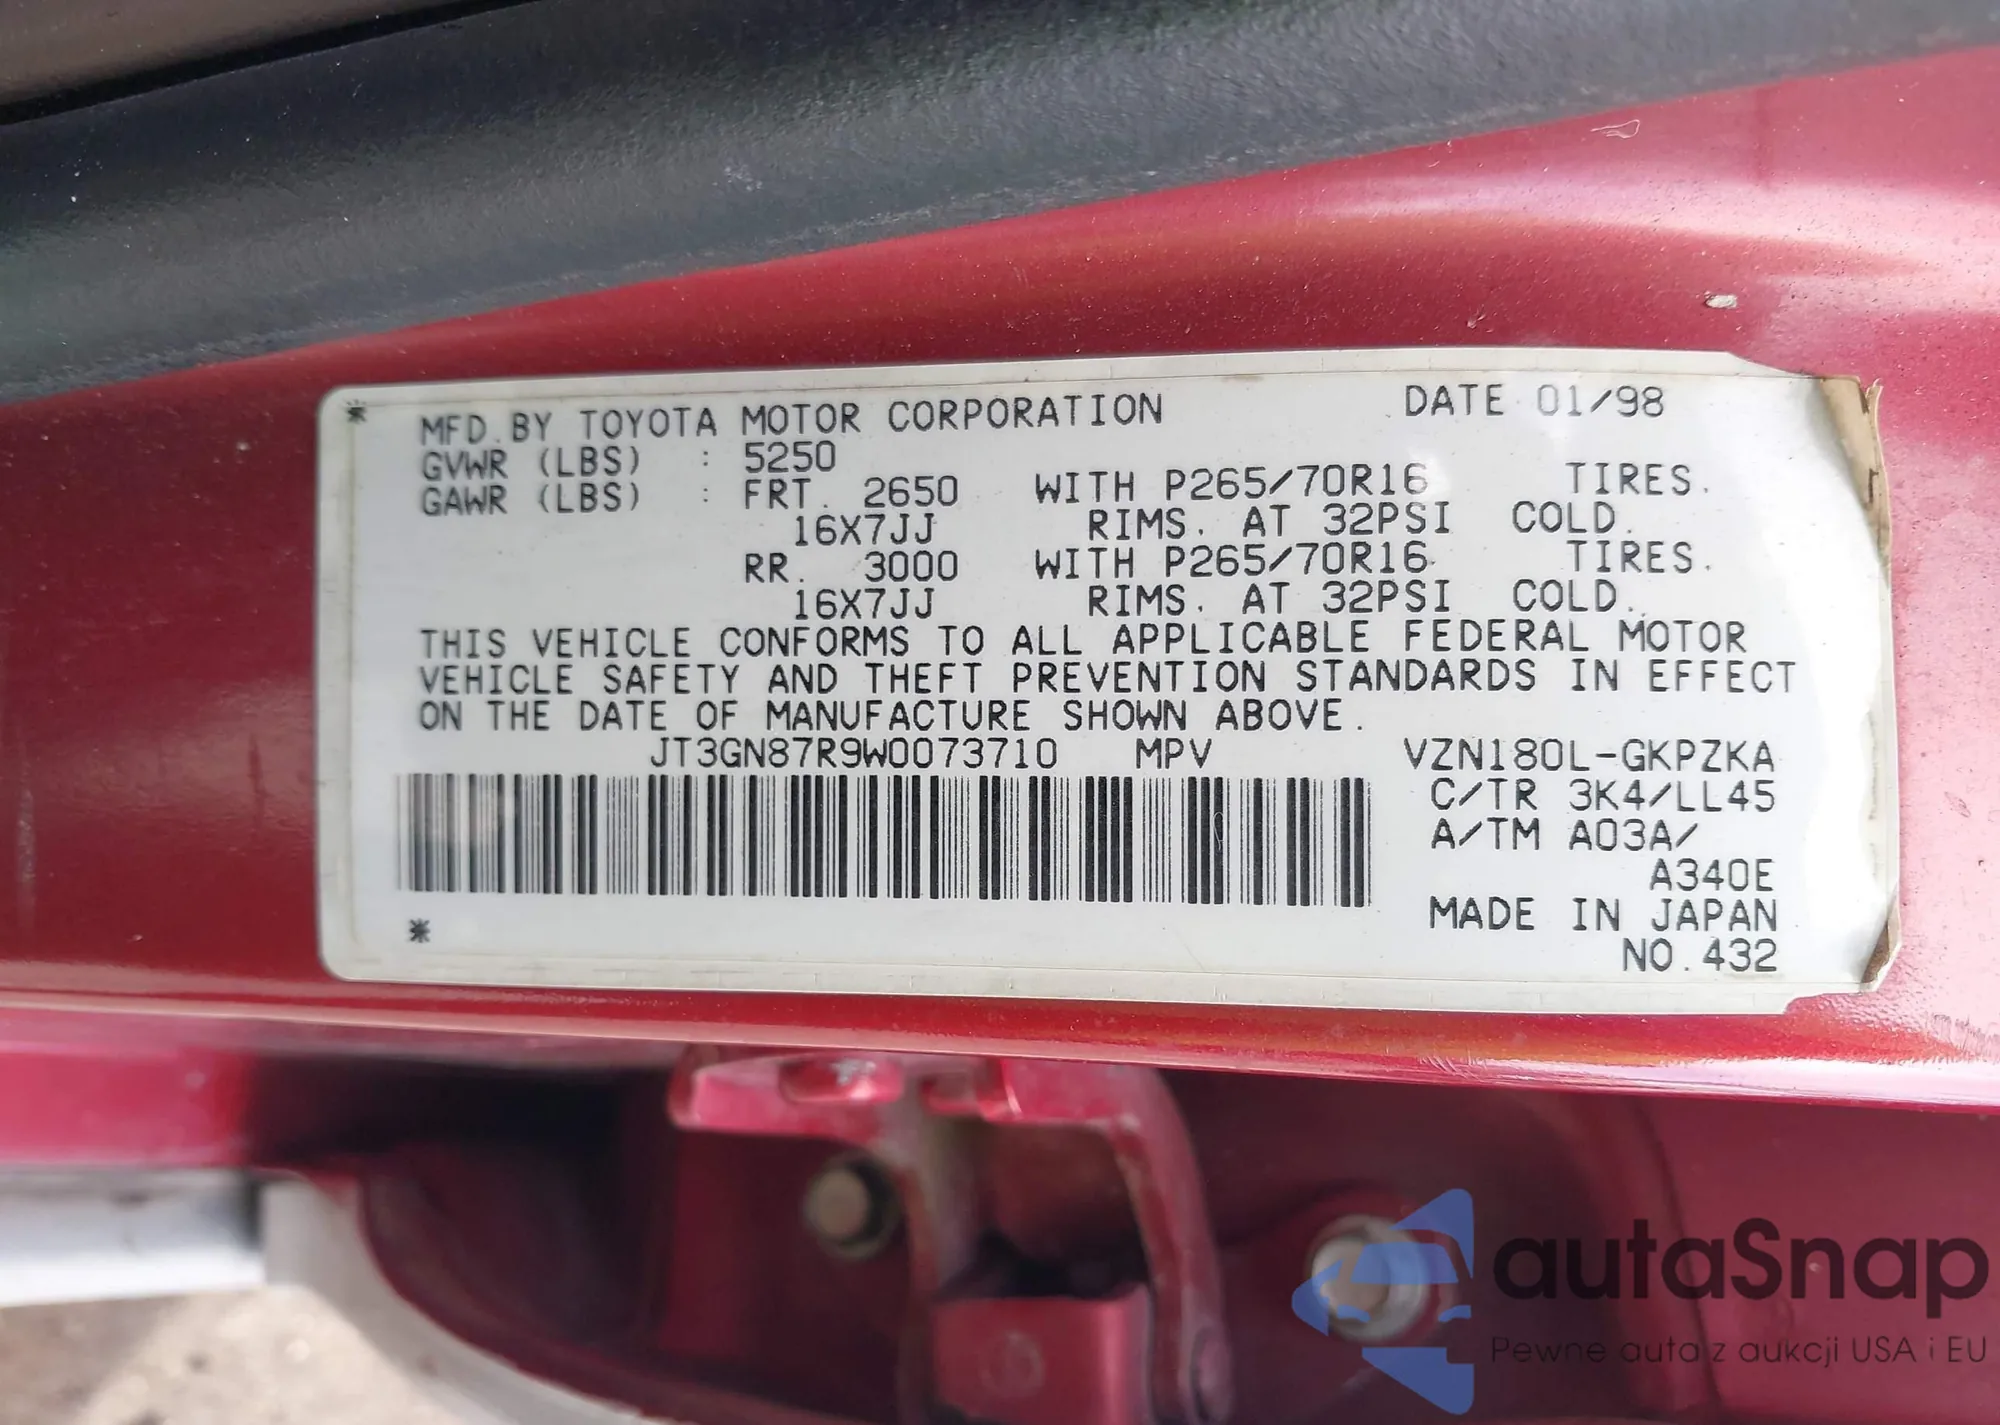 MFD. BY TOYOTA MOTOR CORPORATION DATE 01/98
GVWR (LBS) : 5250
GAWR (LBS) : FRT. 2650 WITH P265/70R16 TIRES.
16X7JJ RIMS. AT 32PSI COLD.
RR. 3000 WITH P265/70R16 TIRES.
16X7JJ RIMS. AT 32PSI COLD.
THIS VEHICLE CONFORMS TO ALL APPLICABLE FEDERAL MOTOR
VEHICLE SAFETY AND THEFT PREVENTION STANDARDS IN EFFECT
ON THE DATE OF MANUFACTURE SHOWN ABOVE.
JT3GN87R9W0073710 MPV VZN180L-GKPZKA
C/TR 3K4/LL45
A/TM A03A/
A340E
MADE IN JAPAN
NO.432
autaSnap
Pewne auta z aukcji USA i EU